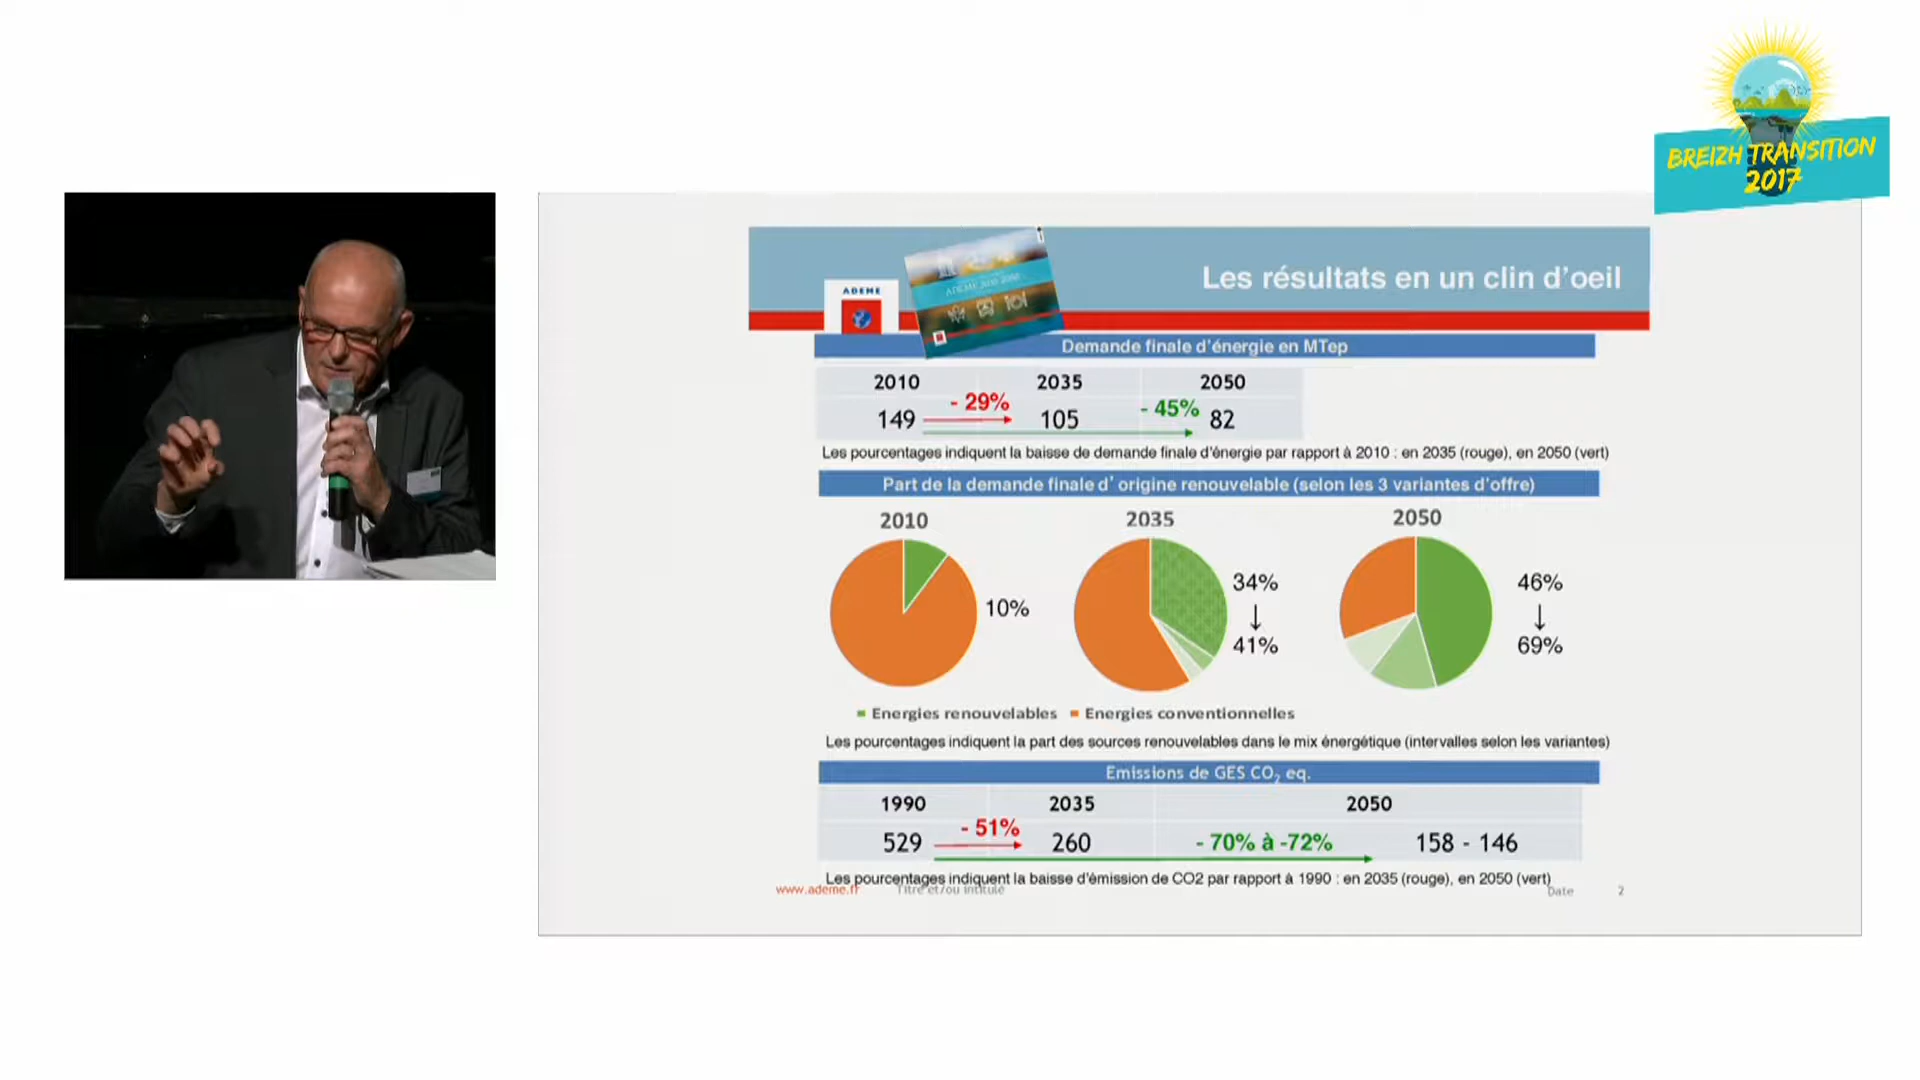 BREIZH TRANSITION
2017
ADEME
Les résultats en un clin d'oeil
Demande finale d'énergie en MTep
2010 2035 2050
- 29% - 45%
149 105 82
Les pourcentages indiquent la baisse de demande finale d'énergie par rapport à 2010 : en 2035 (rouge), en 2050 (vert)
Part de la demande finale d' origine renouvelable (selon les 3 variantes d'offre)
2010 2035 2050
10%
34%
↓
41%
46%
↓
69%
Energies renouvelables Energies conventionnelles
Les pourcentages indiquent la part des sources renouvelables dans le mix énergétique (intervalles selon les variantes)
Emissions de GES CO₂ eq.
1990 2035 2050
- 51%
529 260 - 70% à -72% 158 - 146
Les pourcentages indiquent la baisse d'émission de CO2 par rapport à 1990 : en 2035 (rouge), en 2050 (vert)
www.ademe.fr Titre et/ou intitulé Date 2